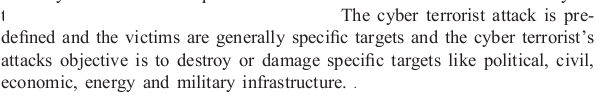 The cyber terrorist attack is pre-
defined and the victims are generally specific targets and the cyber terrorist's
attacks objective is to destroy or damage specific targets like political, civil,
economic, energy and military infrastructure. .